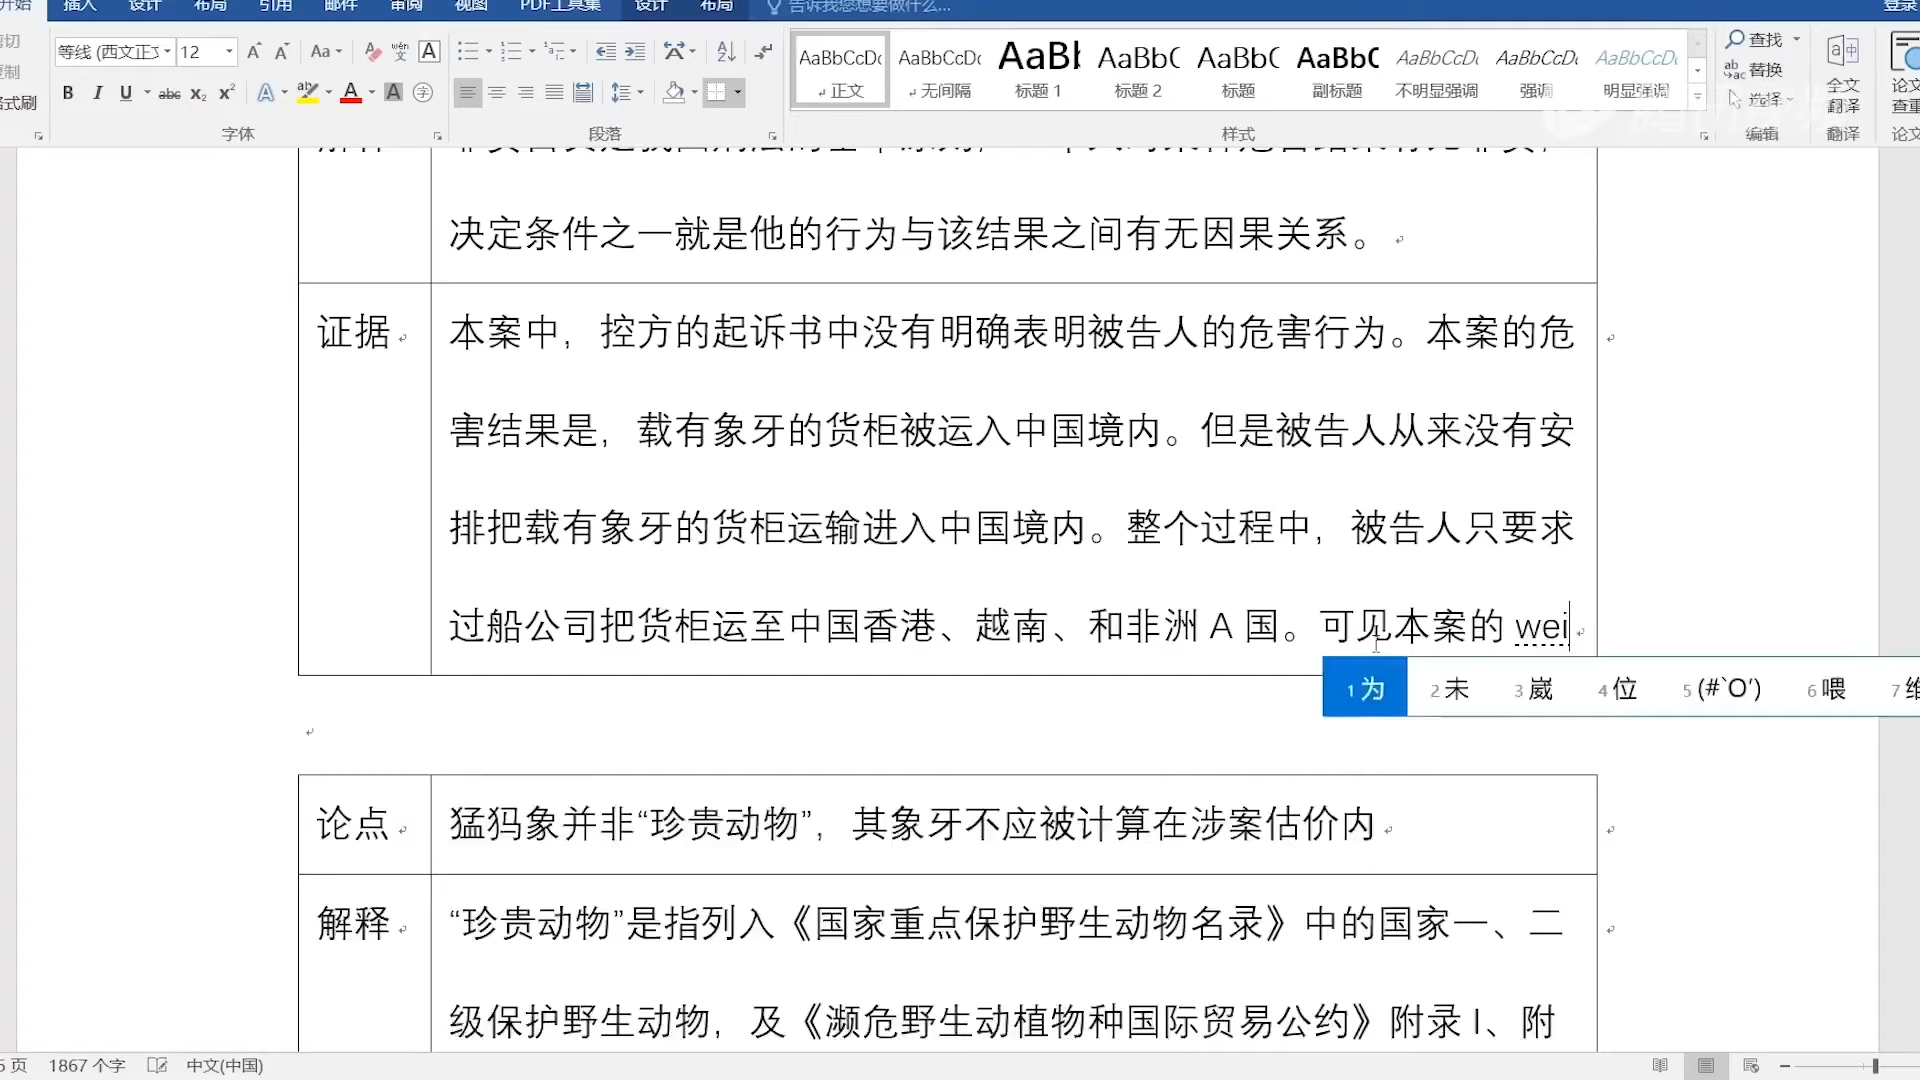 开始 插入 设计 布局 引用 邮件 审阅 视图 PDF工具集 设计 布局 告诉我您想要做什么... 登录
剪切
复制
格式刷
等线 (西文正文 12
字体
段落
AaBbCcDc AaBbCcDc AaBl AaBbC AaBbC AaBbC AaBbCcDc AaBbCcDc AaBbCcDc
正文 无间隔 标题 1 标题 2 标题 副标题 不明显强调 强调 明显强调
样式
查找
替换
选择
编辑
全文
翻译
翻译
论文
查重
论文
决定条件之一就是他的行为与该结果之间有无因果关系。
证据
本案中，控方的起诉书中没有明确表明被告人的危害行为。本案的危
害结果是，载有象牙的货柜被运入中国境内。但是被告人从来没有安
排把载有象牙的货柜运输进入中国境内。整个过程中，被告人只要求
过船公司把货柜运至中国香港、越南、和非洲 A 国。可见本案的 wei
1 为 2 未 3 崴 4 位 5 (#`O′) 6 喂 7 维
论点
猛犸象并非“珍贵动物”，其象牙不应被计算在涉案估价内
解释
“珍贵动物”是指列入《国家重点保护野生动物名录》中的国家一、二
级保护野生动物，及《濒危野生动植物种国际贸易公约》附录 I、附
页 1867 个字 中文(中国)